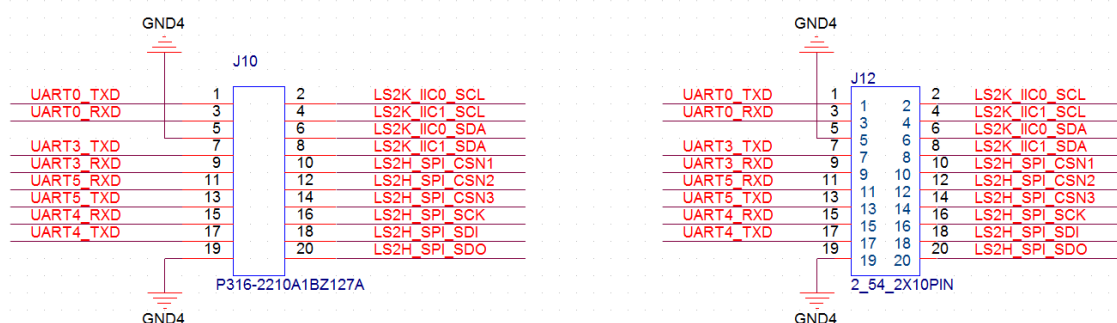 GND4 GND4
J10 J12
UART0_TXD 1 2 LS2K_IIC0_SCL UART0_TXD 1 1 2 2 LS2K_IIC0_SCL
UART0_RXD 3 4 LS2K_IIC1_SCL UART0_RXD 3 3 4 4 LS2K_IIC1_SCL
5 6 LS2K_IIC0_SDA 5 5 6 6 LS2K_IIC0_SDA
UART3_TXD 7 8 LS2K_IIC1_SDA UART3_TXD 7 7 8 8 LS2K_IIC1_SDA
UART3_RXD 9 10 LS2H_SPI_CSN1 UART3_RXD 9 9 10 10 LS2H_SPI_CSN1
UART5_RXD 11 12 LS2H_SPI_CSN2 UART5_RXD 11 11 12 12 LS2H_SPI_CSN2
UART5_TXD 13 14 LS2H_SPI_CSN3 UART5_TXD 13 13 14 14 LS2H_SPI_CSN3
UART4_RXD 15 16 LS2H_SPI_SCK UART4_RXD 15 15 16 16 LS2H_SPI_SCK
UART4_TXD 17 18 LS2H_SPI_SDI UART4_TXD 17 17 18 18 LS2H_SPI_SDI
19 20 LS2H_SPI_SDO 19 19 20 20 LS2H_SPI_SDO
P316-2210A1BZ127A 2_54_2X10PIN
GND4 GND4